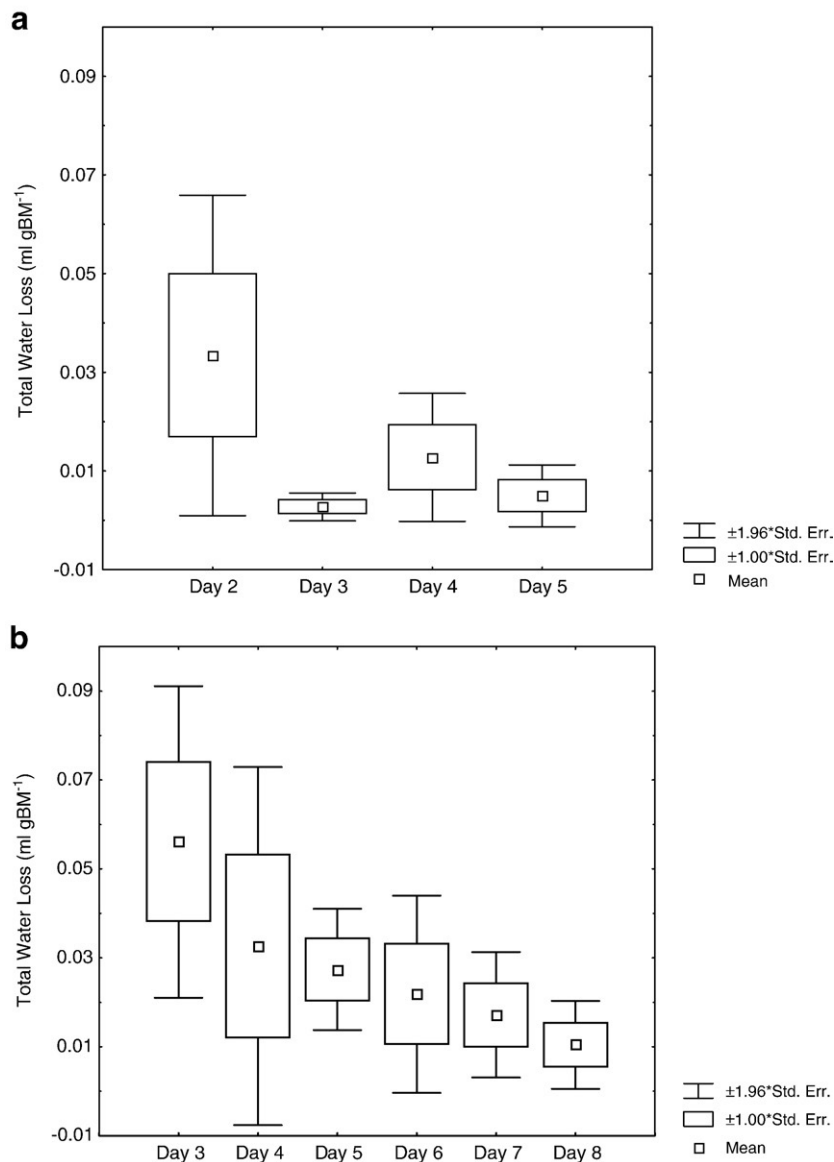 a
Total Water Loss (ml gBM⁻¹)
0.09
0.07
0.05
0.03
0.01
-0.01
Day 2 Day 3 Day 4 Day 5
±1.96*Std. Err.
±1.00*Std. Err.
Mean
b
Total Water Loss (ml gBM⁻¹)
0.09
0.07
0.05
0.03
0.01
-0.01
Day 3 Day 4 Day 5 Day 6 Day 7 Day 8
±1.96*Std. Err.
±1.00*Std. Err.
Mean